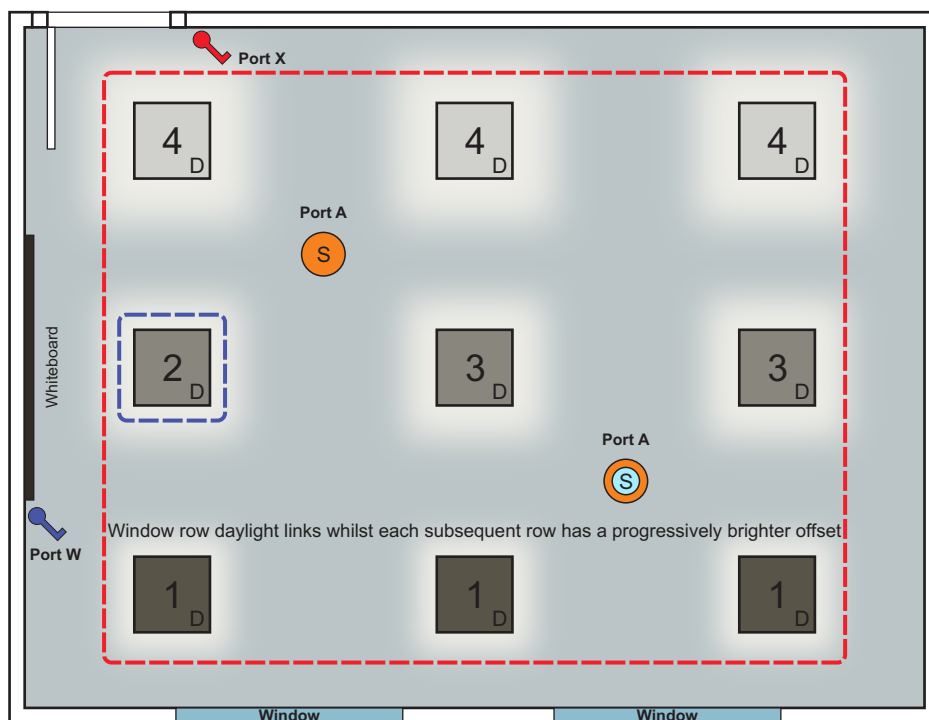 Port X
4 D
4 D
4 D
Port A
S
Whiteboard
2 D
3 D
3 D
Port A
S
Port W
Window row daylight links whilst each subsequent row has a progressively brighter offset
1 D
1 D
1 D
Window
Window